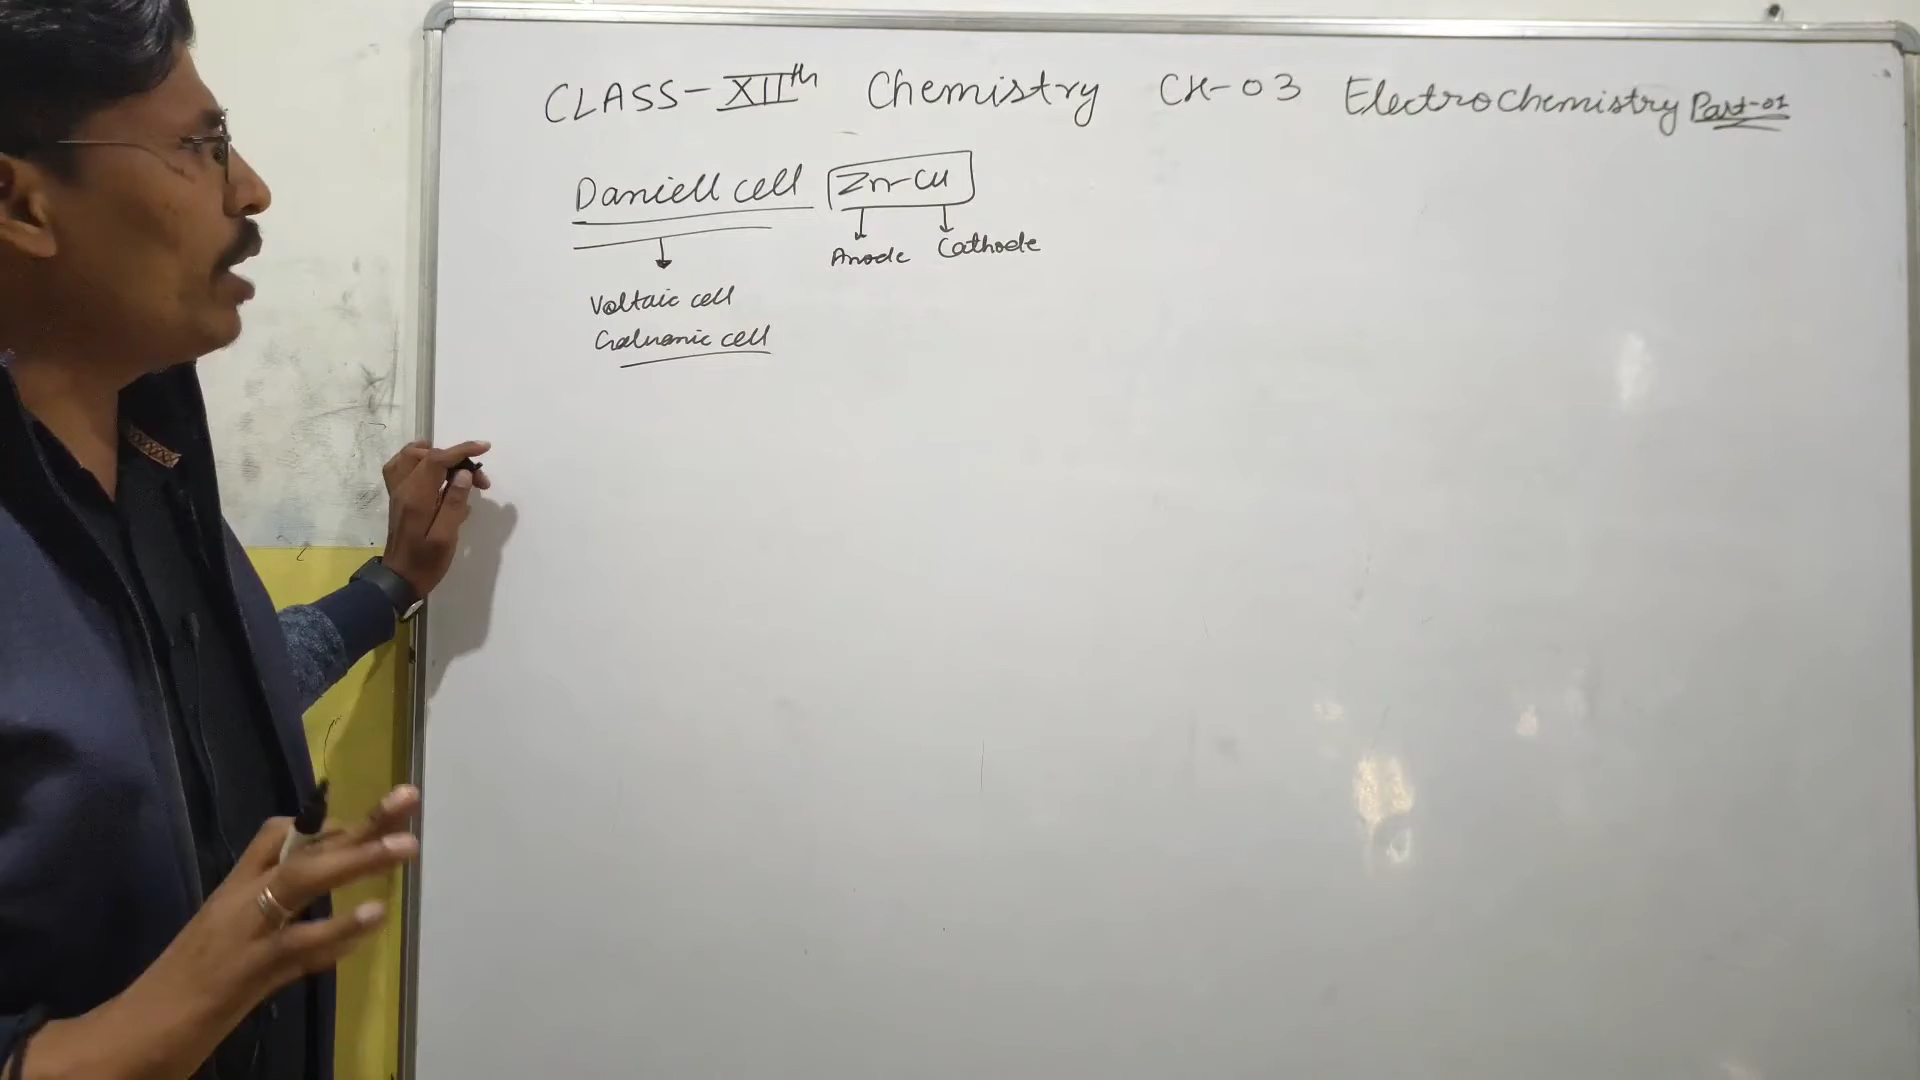 CLASS-XIIth Chemistry CH-03 Electrochemistry Part-01
Daniell cell Zn-Cu
Anode Cathode
Voltaic cell
Galvanic cell